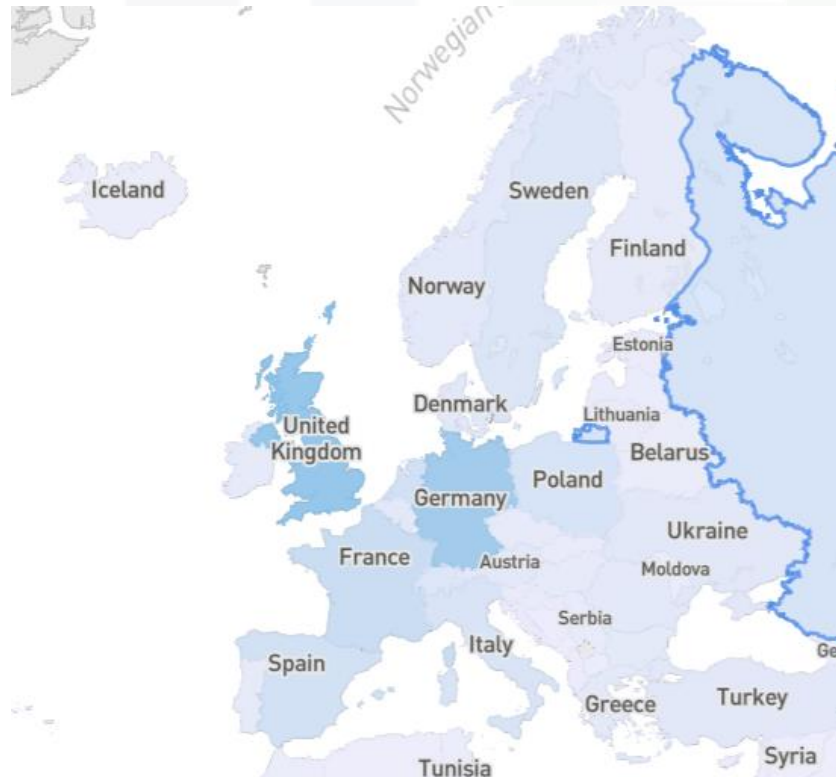 Norwegian
Iceland
Sweden
Finland
Norway
Estonia
Denmark
Lithuania
United
Kingdom
Belarus
Germany
Poland
Ukraine
France
Austria
Moldova
Serbia
Italy
Ge
Spain
Greece
Turkey
Syria
Tunisia